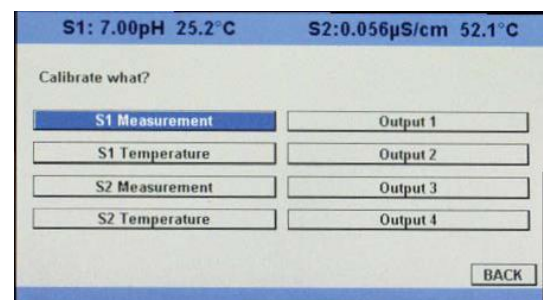 S1: 7.00pH 25.2°C S2:0.056µS/cm 52.1°C
Calibrate what?
S1 Measurement Output 1
S1 Temperature Output 2
S2 Measurement Output 3
S2 Temperature Output 4
BACK